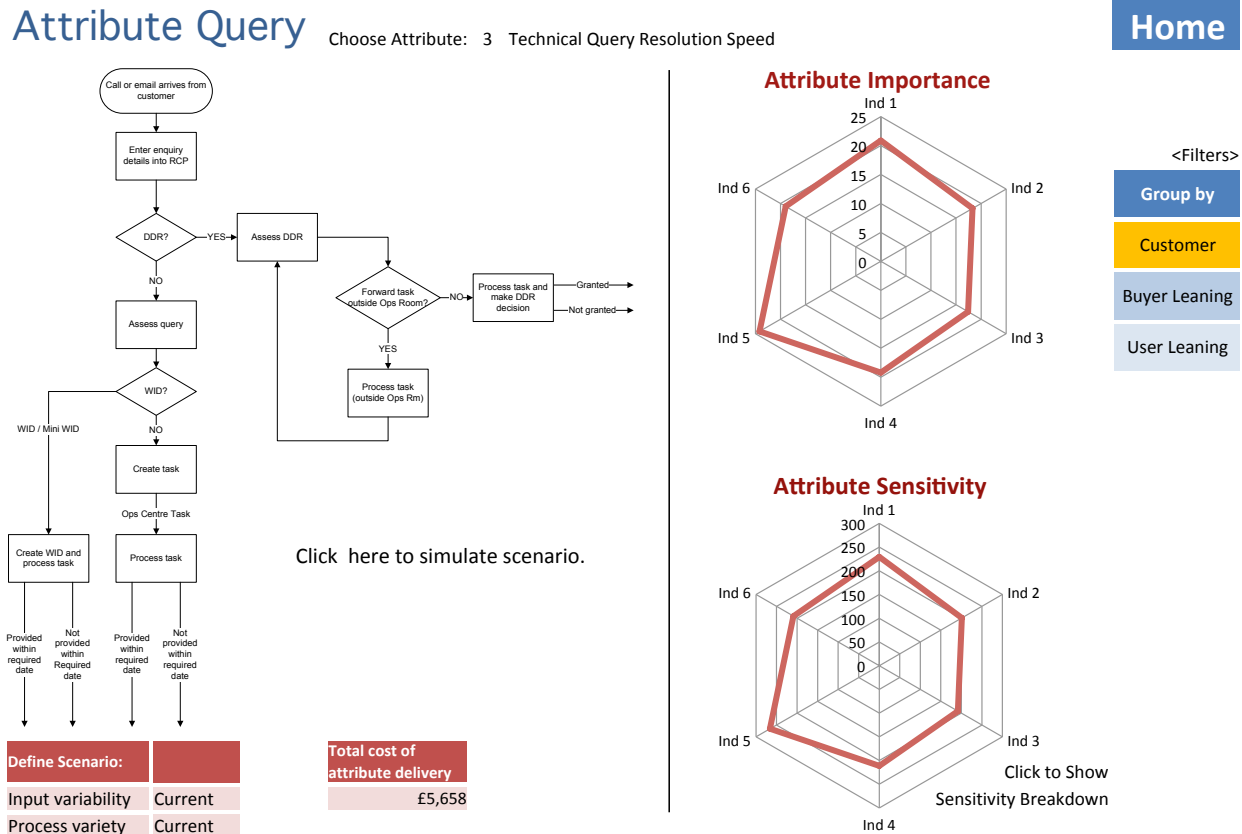 Attribute Query
Choose Attribute: 3 Technical Query Resolution Speed
Home
Call or email arrives from
customer
Enter enquiry
details into RCP
DDR?
YES
Assess DDR
NO
Forward task
outside Ops Room?
NO
Process task and
make DDR
decision
Granted
Not granted
YES
Process task
(outside Ops Rm)
Assess query
WID?
WID / Mini WID
NO
Create task
Ops Centre Task
Create WID and
process task
Process task
Provided
within
required
date
Not
provided
within
Required
date
Provided
within
required
date
Not
provided
within
required
date
Click here to simulate scenario.
Define Scenario:
Input variability Current
Process variety Current
Total cost of
attribute delivery
£5,658
Attribute Importance
Ind 1
25
20
15
10
5
0
Ind 2
Ind 3
Ind 4
Ind 5
Ind 6
<Filters>
Group by
Customer
Buyer Leaning
User Leaning
Attribute Sensitivity
Ind 1
300
250
200
150
100
50
0
Ind 2
Ind 3
Ind 4
Ind 5
Ind 6
Click to Show
Sensitivity Breakdown